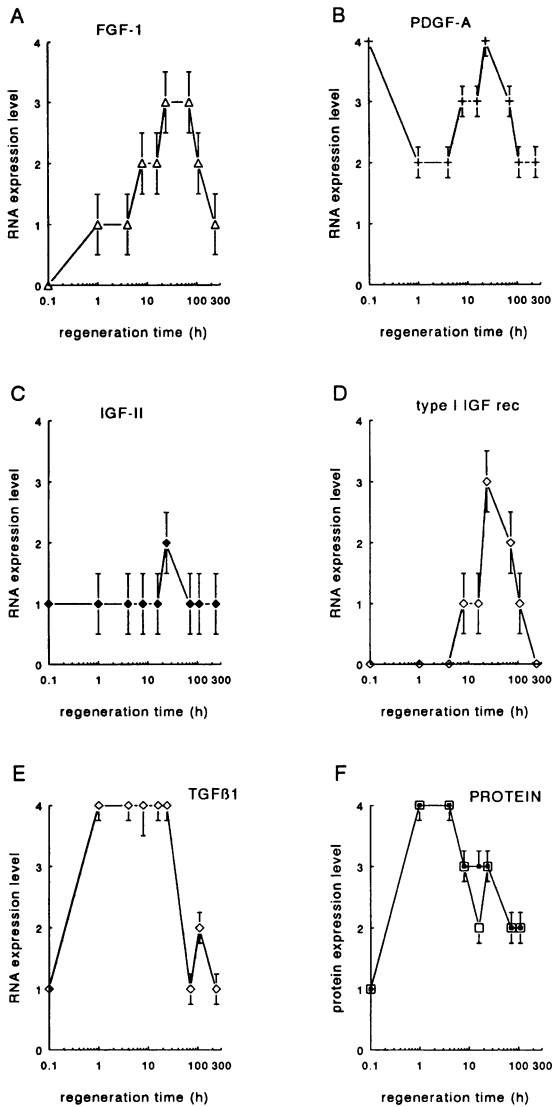 A
FGF-1
RNA expression level
4
3
2
1
0
0.1 1 10 100 300
regeneration time (h)
B
PDGF-A
RNA expression level
4
3
2
1
0
0.1 1 10 100 300
regeneration time (h)
C
IGF-II
RNA expression level
4
3
2
1
0
0.1 1 10 100 300
regeneration time (h)
D
type I IGF rec
RNA expression level
4
3
2
1
0
0.1 1 10 100 300
regeneration time (h)
E
TGFß1
RNA expression level
4
3
2
1
0
0.1 1 10 100 300
regeneration time (h)
F
PROTEIN
protein expression level
4
3
2
1
0
0.1 1 10 100 300
regeneration time (h)